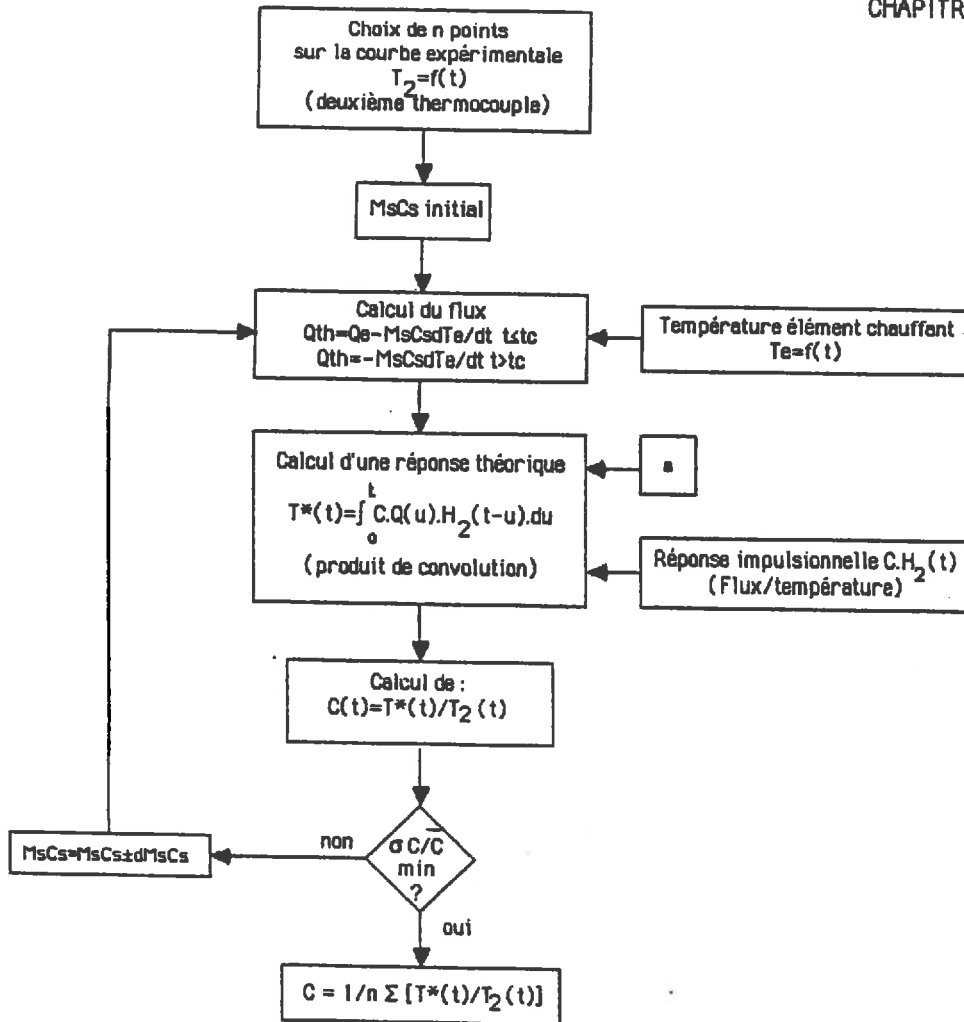 CHAPITR
Choix de n points
sur la courbe expérimentale
T2=f(t)
(deuxième thermocouple)
MsCs initial
Calcul du flux
Qth=Qe-MsCsdTe/dt t≤tc
Qth=-MsCsdTe/dt t>tc
Température élément chauffant
Te=f(t)
Calcul d'une réponse théorique
T*(t)=∫0t C.Q(u).H2(t-u).du
(produit de convolution)
a
Réponse impulsionnelle C.H2(t)
(Flux/température)
Calcul de :
C(t)=T*(t)/T2(t)
σC/C̅
min
?
non
MsCs=MsCs±dMsCs
oui
C = 1/n Σ [T*(t)/T2(t)]